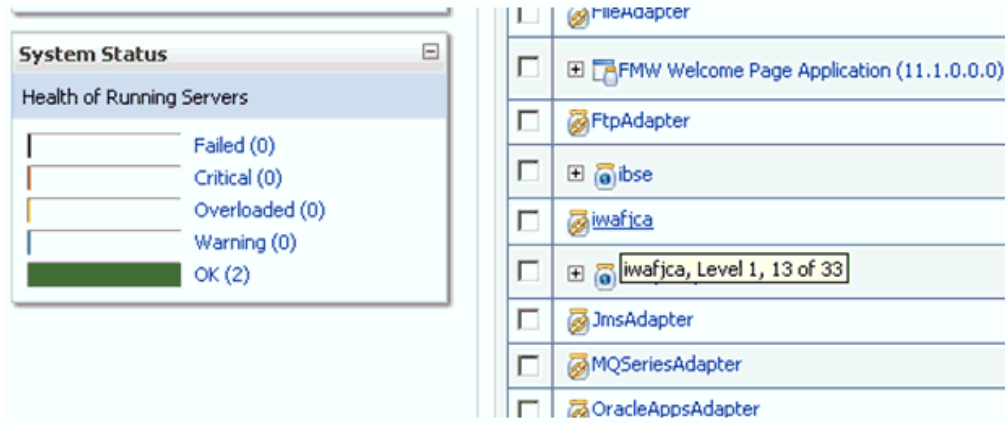 System Status
Health of Running Servers
Failed (0)
Critical (0)
Overloaded (0)
Warning (0)
OK (2)
FileAdapter
FMW Welcome Page Application (11.1.0.0.0)
FtpAdapter
ibse
iwafjca
iwafjca, Level 1, 13 of 33
JmsAdapter
MQSeriesAdapter
OracleAppsAdapter